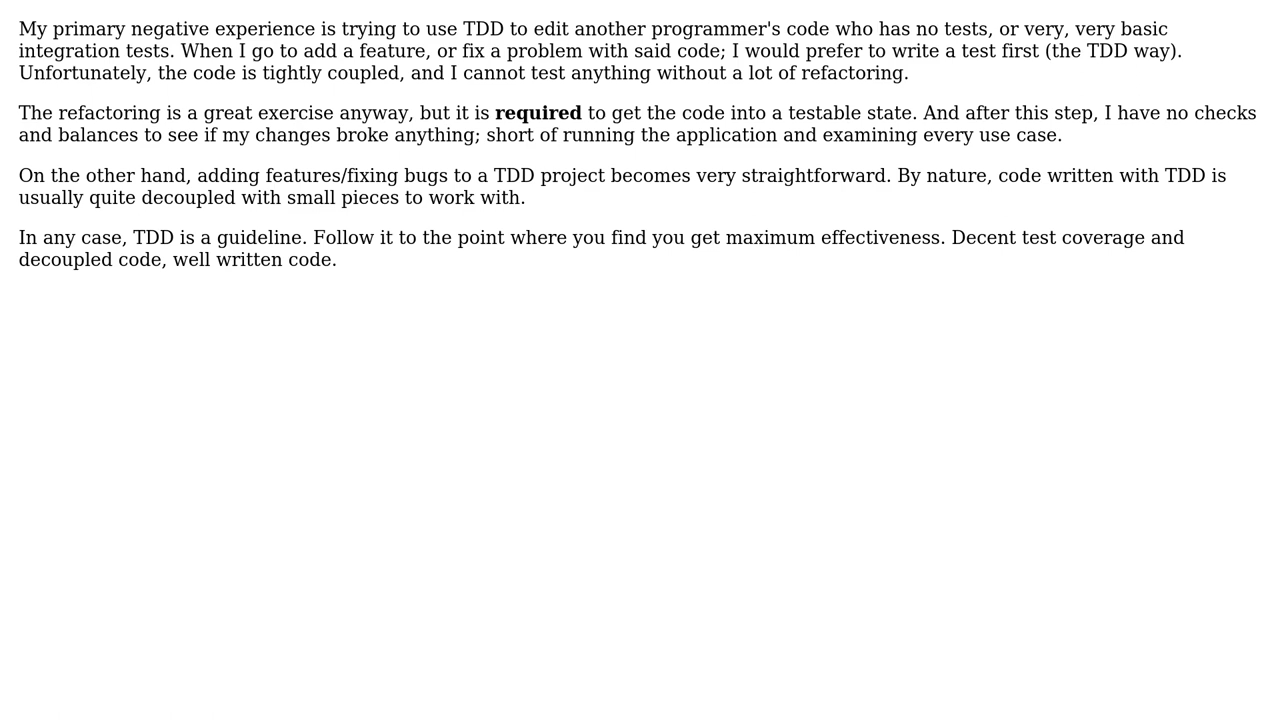 My primary negative experience is trying to use TDD to edit another programmer's code who has no tests, or very, very basic
integration tests. When I go to add a feature, or fix a problem with said code; I would prefer to write a test first (the TDD way).
Unfortunately, the code is tightly coupled, and I cannot test anything without a lot of refactoring.
The refactoring is a great exercise anyway, but it is required to get the code into a testable state. And after this step, I have no checks
and balances to see if my changes broke anything; short of running the application and examining every use case.
On the other hand, adding features/fixing bugs to a TDD project becomes very straightforward. By nature, code written with TDD is
usually quite decoupled with small pieces to work with.
In any case, TDD is a guideline. Follow it to the point where you find you get maximum effectiveness. Decent test coverage and
decoupled code, well written code.